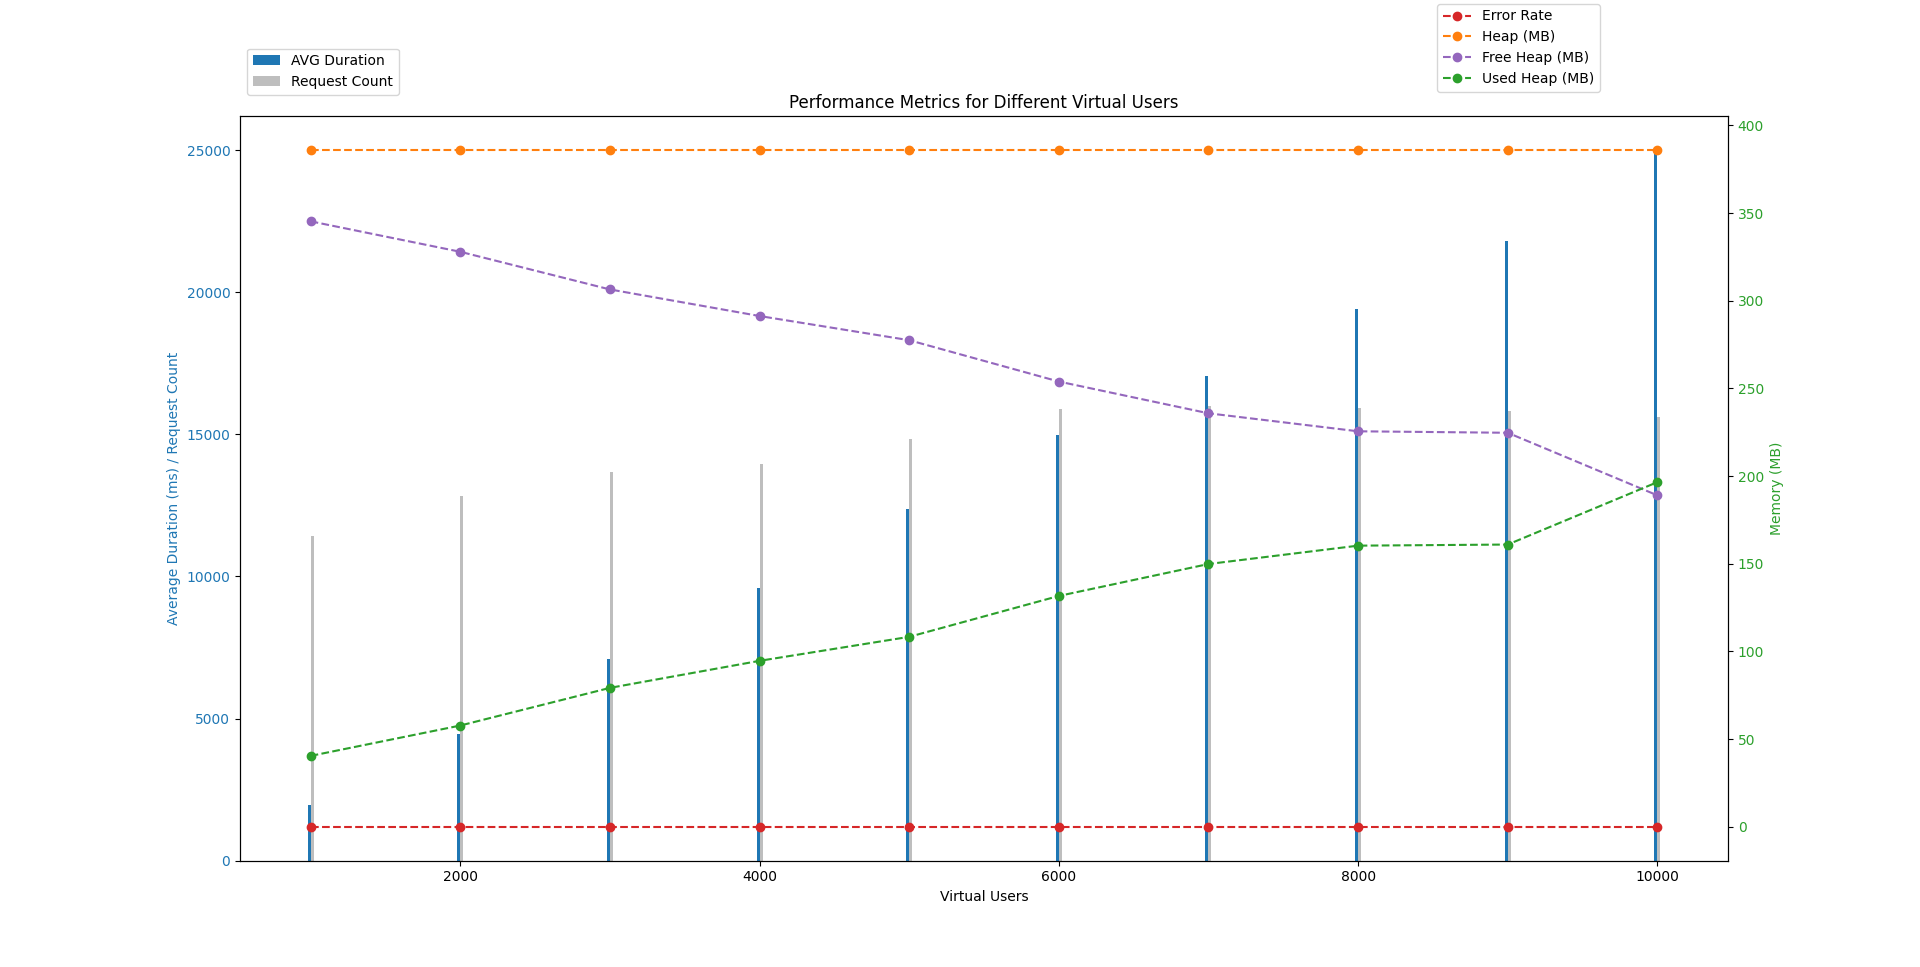 Error Rate
Heap (MB)
Free Heap (MB)
Used Heap (MB)
AVG Duration
Request Count
Performance Metrics for Different Virtual Users
25000
20000
15000
10000
5000
0
Average Duration (ms) / Request Count
400
350
300
250
200
150
100
50
0
Memory (MB)
2000
4000
6000
8000
10000
Virtual Users